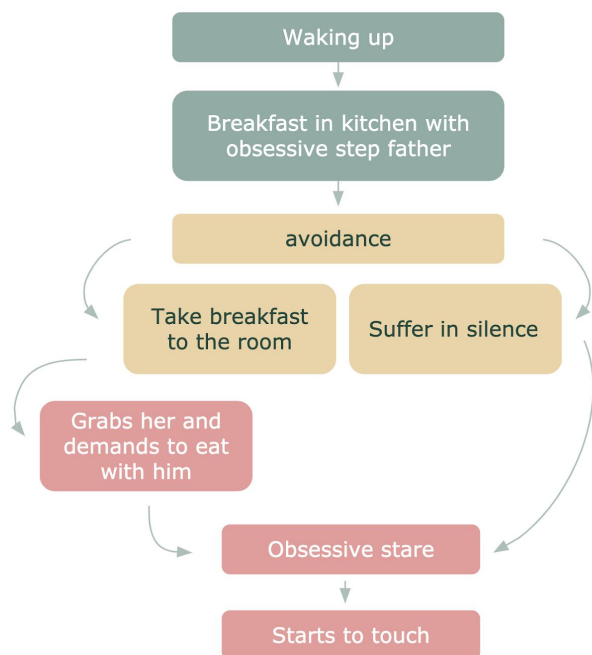 Waking up
Breakfast in kitchen with
obsessive step father
avoidance
Take breakfast
to the room
Suffer in silence
Grabs her and
demands to eat
with him
Obsessive stare
Starts to touch